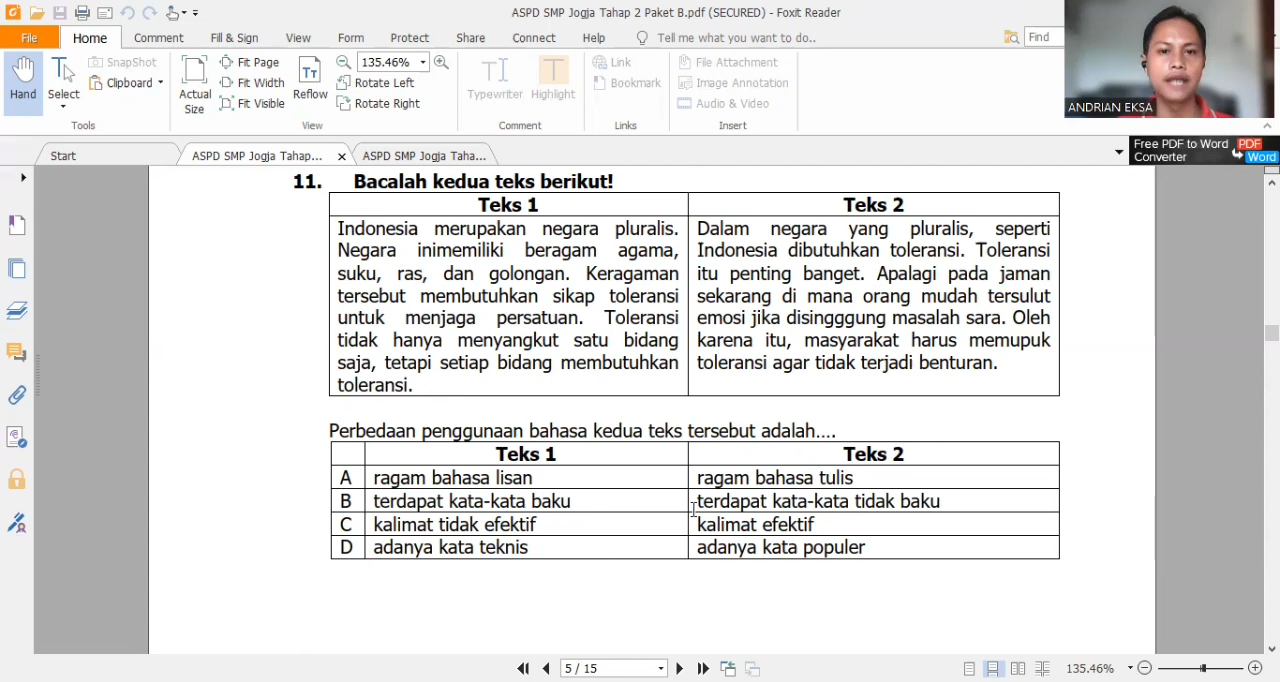 ASPD SMP Jogja Tahap 2 Paket B.pdf (SECURED) - Foxit Reader
File
Home
Comment
Fill & Sign
View
Form
Protect
Share
Connect
Help
Tell me what you want to do..
Find
Hand
Select
SnapShot
Clipboard
Actual
Size
Fit Page
Fit Width
Fit Visible
Reflow
135.46%
Rotate Left
Rotate Right
Typewriter
Highlight
Link
Bookmark
File Attachment
Image Annotation
Audio & Video
Tools
View
Comment
Links
Insert
ANDRIAN EKSA
Start
ASPD SMP Jogja Tahap...
ASPD SMP Jogja Taha...
Free PDF to Word
Converter
PDF
Word
11. Bacalah kedua teks berikut!
Teks 1
Indonesia merupakan negara pluralis.
Negara inimemiliki beragam agama,
suku, ras, dan golongan. Keragaman
tersebut membutuhkan sikap toleransi
untuk menjaga persatuan. Toleransi
tidak hanya menyangkut satu bidang
saja, tetapi setiap bidang membutuhkan
toleransi.
Teks 2
Dalam negara yang pluralis, seperti
Indonesia dibutuhkan toleransi. Toleransi
itu penting banget. Apalagi pada jaman
sekarang di mana orang mudah tersulut
emosi jika disingggung masalah sara. Oleh
karena itu, masyarakat harus memupuk
toleransi agar tidak terjadi benturan.
Perbedaan penggunaan bahasa kedua teks tersebut adalah....
Teks 1 Teks 2
A ragam bahasa lisan ragam bahasa tulis
B terdapat kata-kata baku terdapat kata-kata tidak baku
C kalimat tidak efektif kalimat efektif
D adanya kata teknis adanya kata populer
5 / 15
135.46%